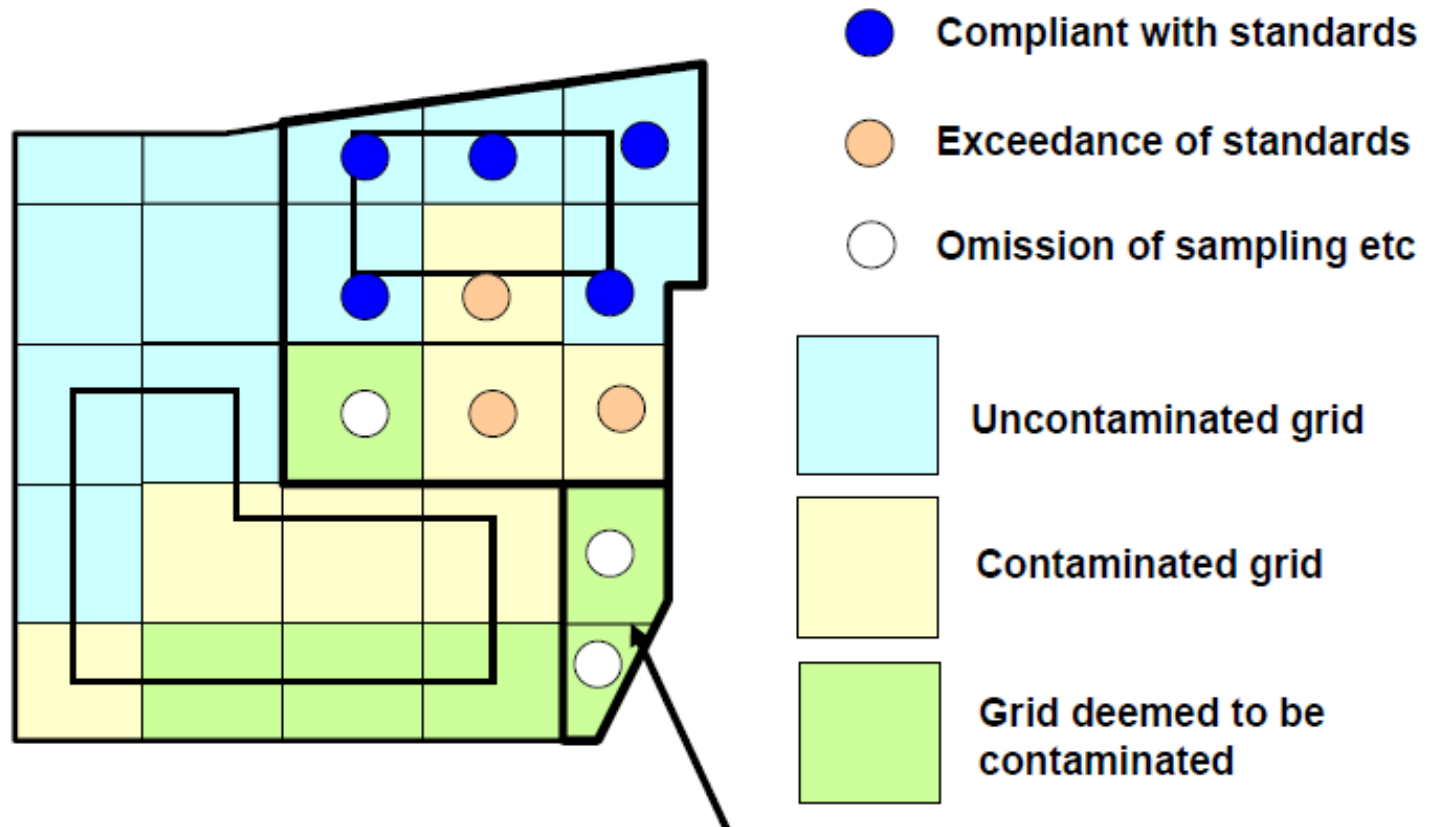 Compliant with standards
Exceedance of standards
Omission of sampling etc
Uncontaminated grid
Contaminated grid
Grid deemed to be
contaminated